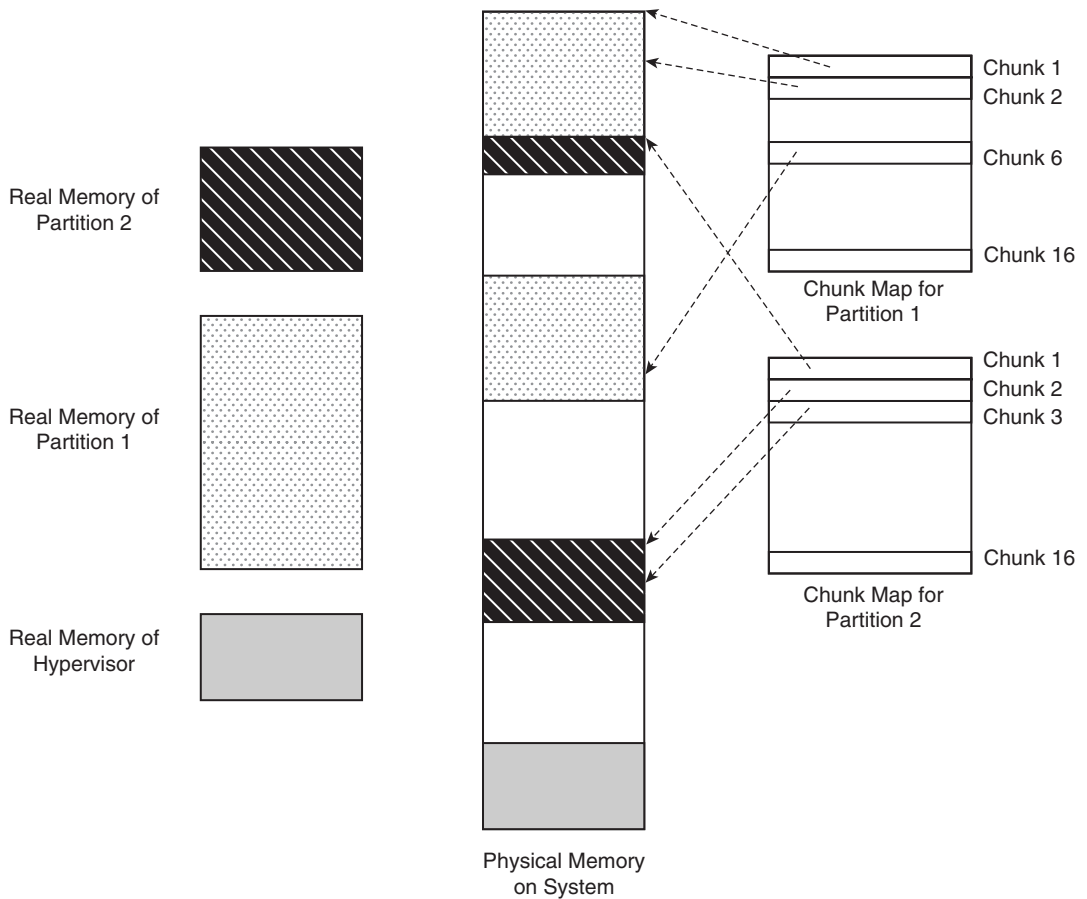 Real Memory of
Partition 2
Real Memory of
Partition 1
Real Memory of
Hypervisor
Physical Memory
on System
Chunk 1
Chunk 2
Chunk 6
Chunk 16
Chunk Map for
Partition 1
Chunk 1
Chunk 2
Chunk 3
Chunk 16
Chunk Map for
Partition 2